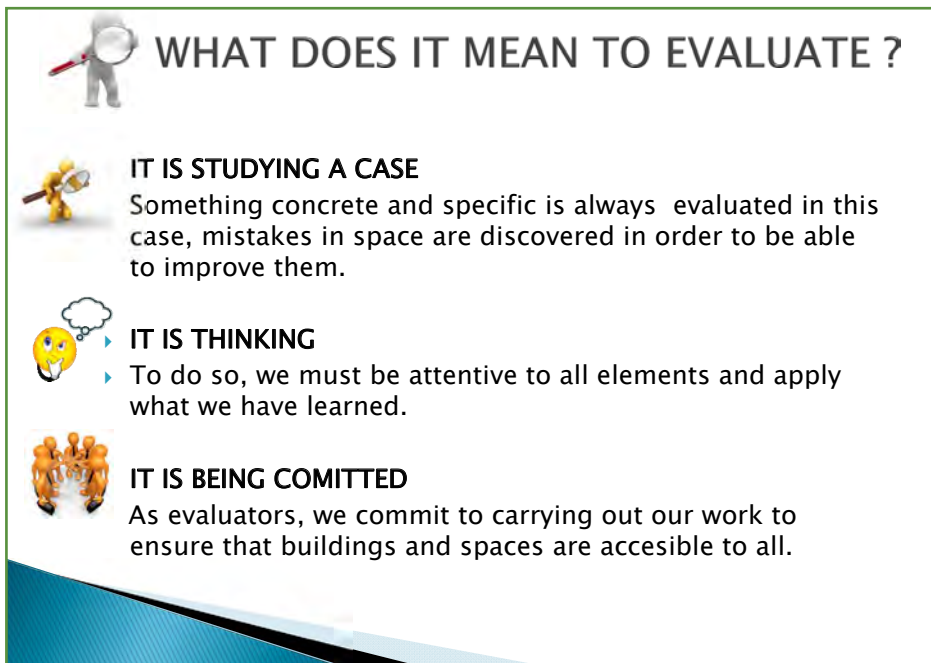 WHAT DOES IT MEAN TO EVALUATE ?
IT IS STUDYING A CASE
Something concrete and specific is always  evaluated in this
case, mistakes in space are discovered in order to be able
to improve them.
IT IS THINKING
To do so, we must be attentive to all elements and apply
what we have learned.
IT IS BEING COMITTED
As evaluators, we commit to carrying out our work to
ensure that buildings and spaces are accesible to all.